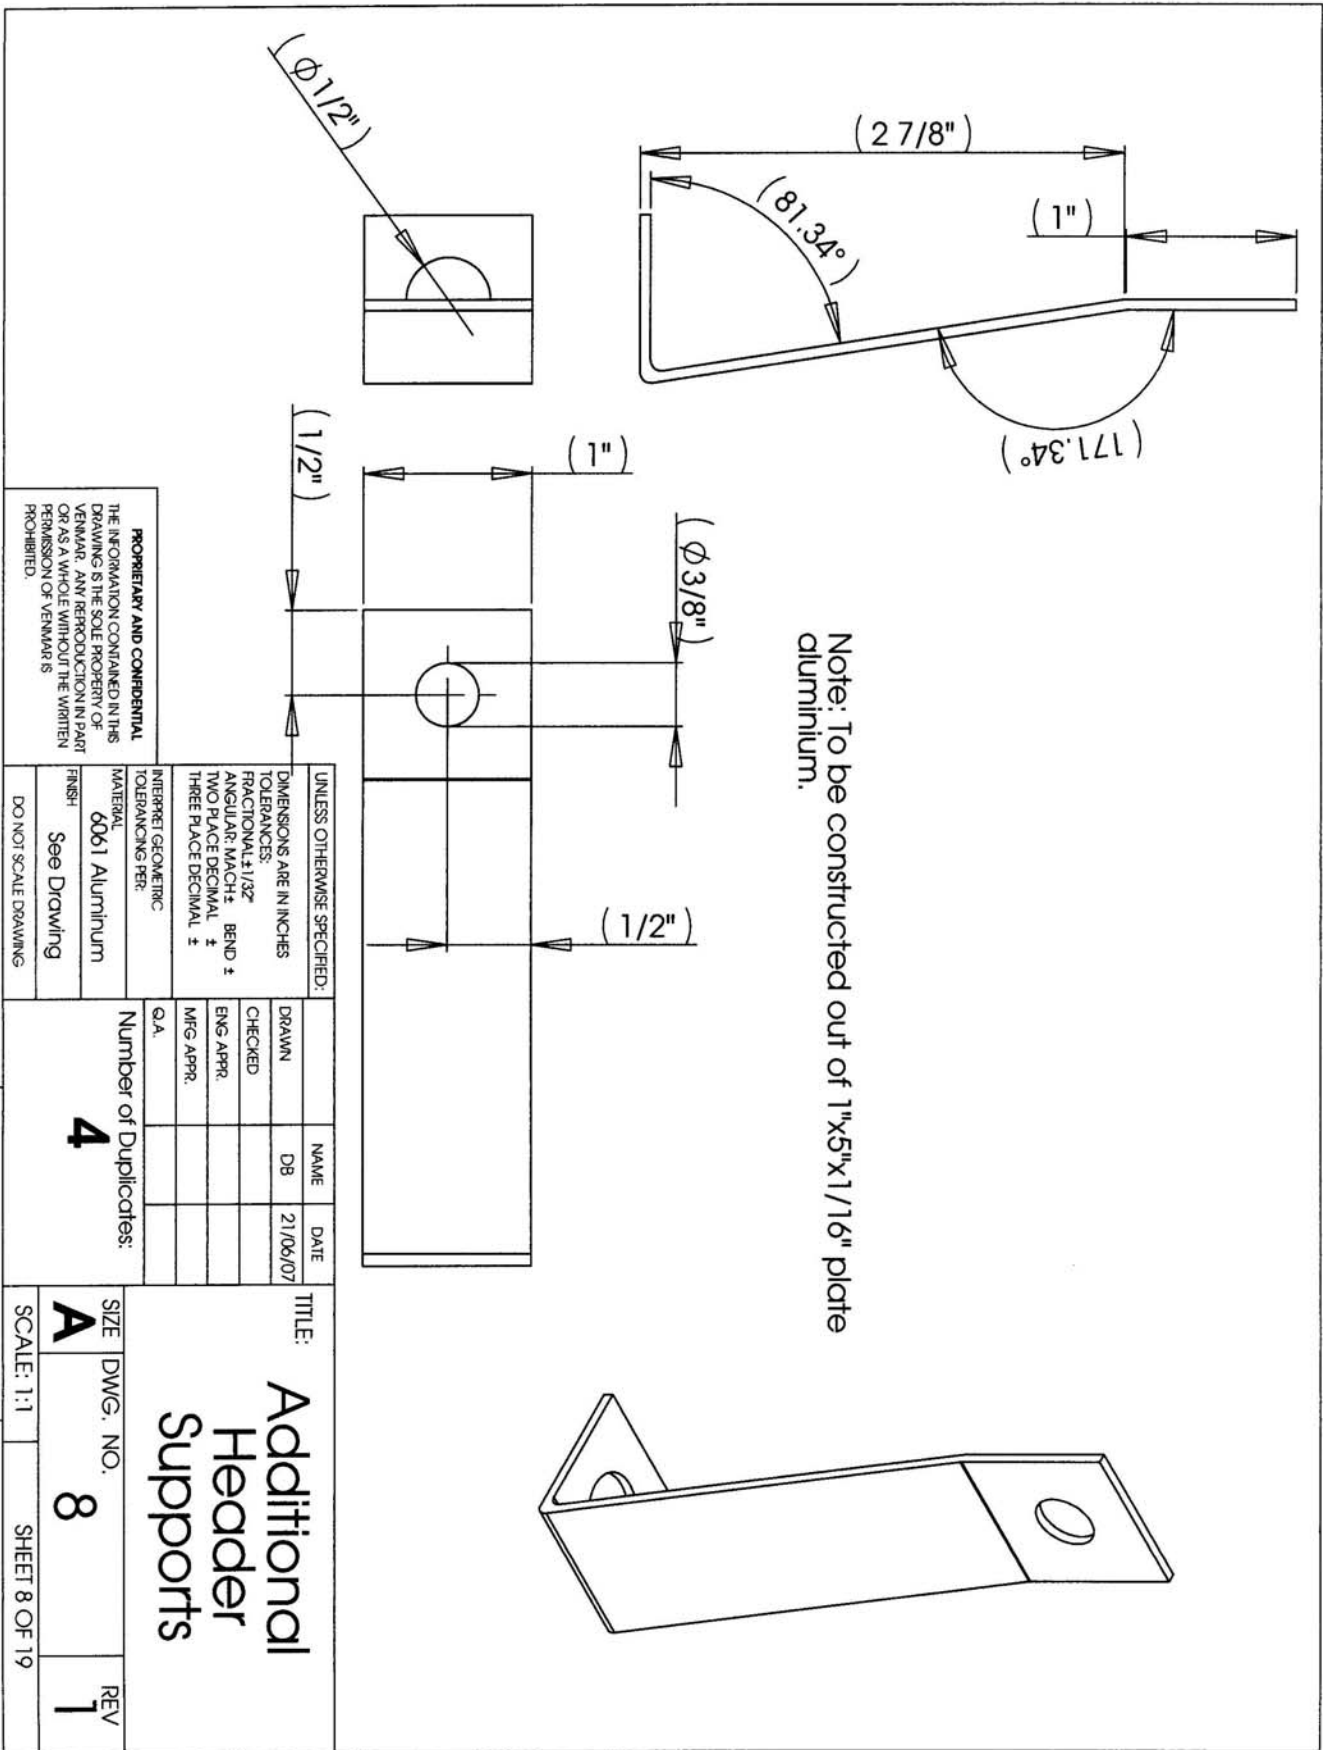 (Ø1/2")
(2 7/8")
(81.34°)
(1")
(171.34°)
(1/2")
(1")
(Ø3/8")
(1/2")
Note: To be constructed out of 1"x5"x1/16" plate
aluminium.
PROPRIETARY AND CONFIDENTIAL
THE INFORMATION CONTAINED IN THIS
DRAWING IS THE SOLE PROPERTY OF
VENMAR. ANY REPRODUCTION IN PART
OR AS A WHOLE WITHOUT THE WRITTEN
PERMISSION OF VENMAR IS
PROHIBITED.
UNLESS OTHERWISE SPECIFIED:
DIMENSIONS ARE IN INCHES
TOLERANCES:
FRACTIONAL±1/32"
ANGULAR: MACH± BEND ±
TWO PLACE DECIMAL ±
THREE PLACE DECIMAL ±
INTERPRET GEOMETRIC
TOLERANCING PER:
MATERIAL
6061 Aluminum
FINISH
See Drawing
DO NOT SCALE DRAWING
NAME DATE
DRAWN DB 21/06/07
CHECKED
ENG APPR.
MFG APPR.
Q.A.
Number of Duplicates:
4
TITLE:
Additional
Header
Supports
SIZE DWG. NO. REV
A 8 1
SCALE: 1:1 SHEET 8 OF 19